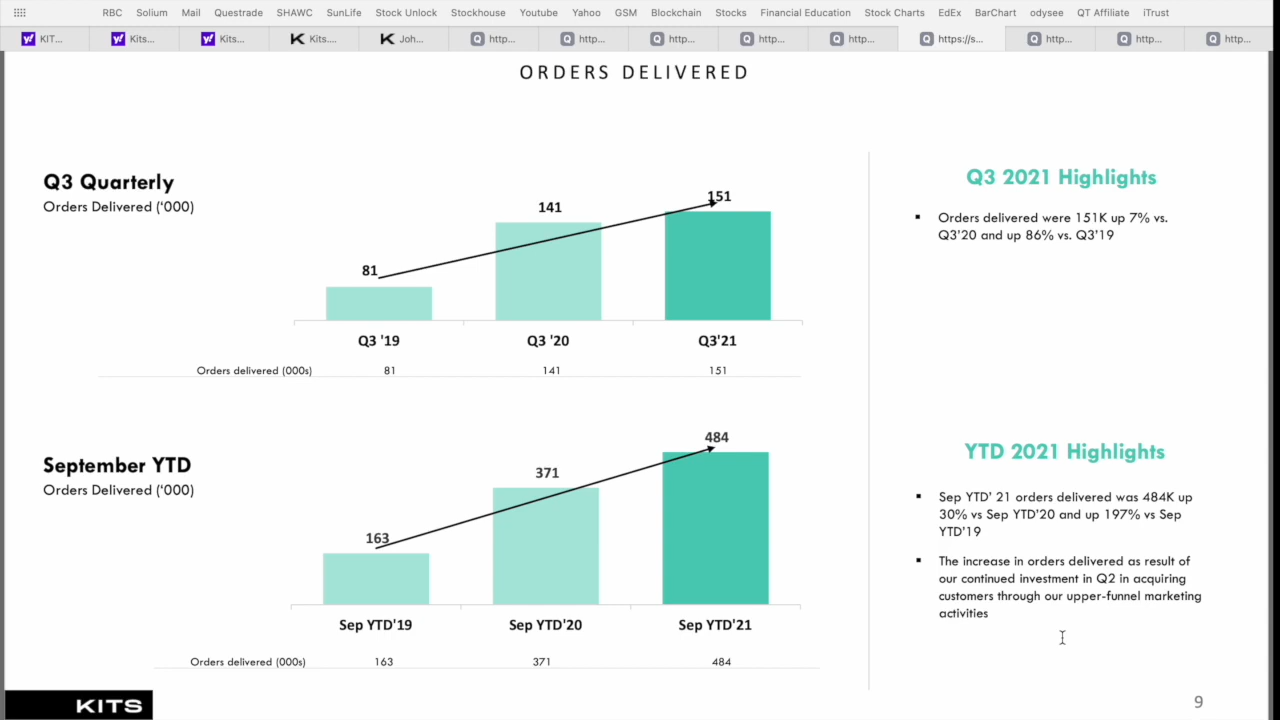 RBC Solium Mail Questrade SHAWC SunLife Stock Unlock Stockhouse Youtube Yahoo GSM Blockchain Stocks Financial Education Stock Charts EdEx BarChart odysee QT Affiliate iTrust
KIT... Kits... Kits... Kits.... Joh... http... http... http... http... http... https://s... http... http... http...
ORDERS DELIVERED
Q3 Quarterly
Orders Delivered (‘000)
81
141
151
Q3 '19 Q3 '20 Q3'21
Orders delivered (000s) 81 141 151
Q3 2021 Highlights
▪ Orders delivered were 151K up 7% vs.
Q3’20 and up 86% vs. Q3’19
September YTD
Orders Delivered (‘000)
163
371
484
Sep YTD'19 Sep YTD'20 Sep YTD'21
Orders delivered (000s) 163 371 484
YTD 2021 Highlights
▪ Sep YTD’ 21 orders delivered was 484K up
30% vs Sep YTD’20 and up 197% vs Sep
YTD’19
▪ The increase in orders delivered as result of
our continued investment in Q2 in acquiring
customers through our upper-funnel marketing
activities
KITS
9